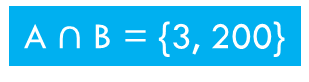 A ∩ B = {3, 200}